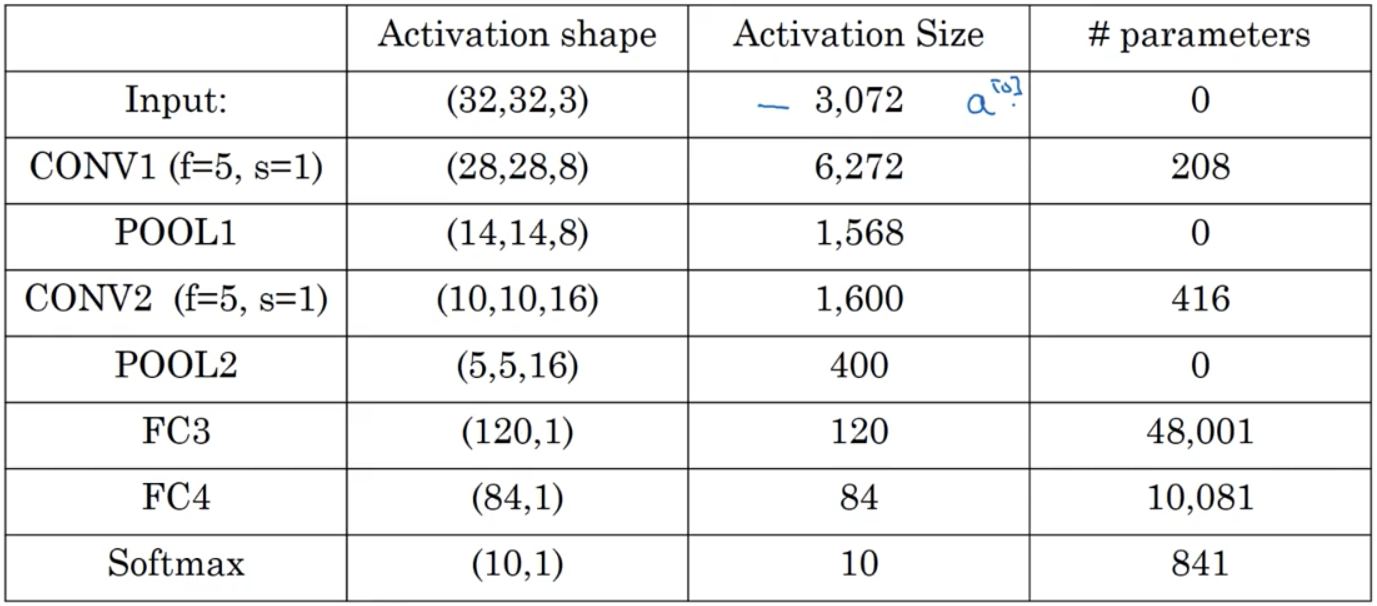 Activation shape Activation Size # parameters
Input: (32,32,3) — 3,072 a[0] 0
CONV1 (f=5, s=1) (28,28,8) 6,272 208
POOL1 (14,14,8) 1,568 0
CONV2 (f=5, s=1) (10,10,16) 1,600 416
POOL2 (5,5,16) 400 0
FC3 (120,1) 120 48,001
FC4 (84,1) 84 10,081
Softmax (10,1) 10 841